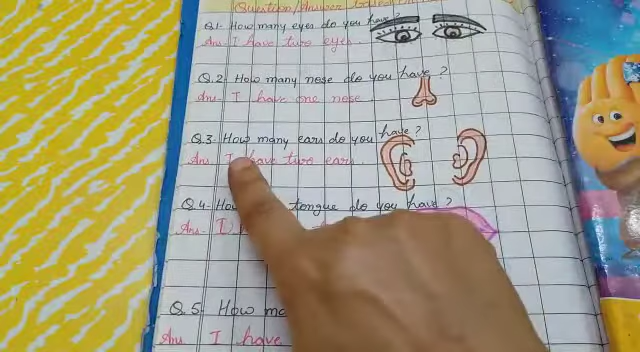 Question/Answer
Q.1- How many eyes do you have?
Ans- I have two eyes.
Q.2- How many nose do you have?
Ans- I have one nose.
Q.3- How many ears do you have?
Ans- I have two ears.
Q.4- How tongue do you have?
Ans- I
Q.5- How
Ans- I have